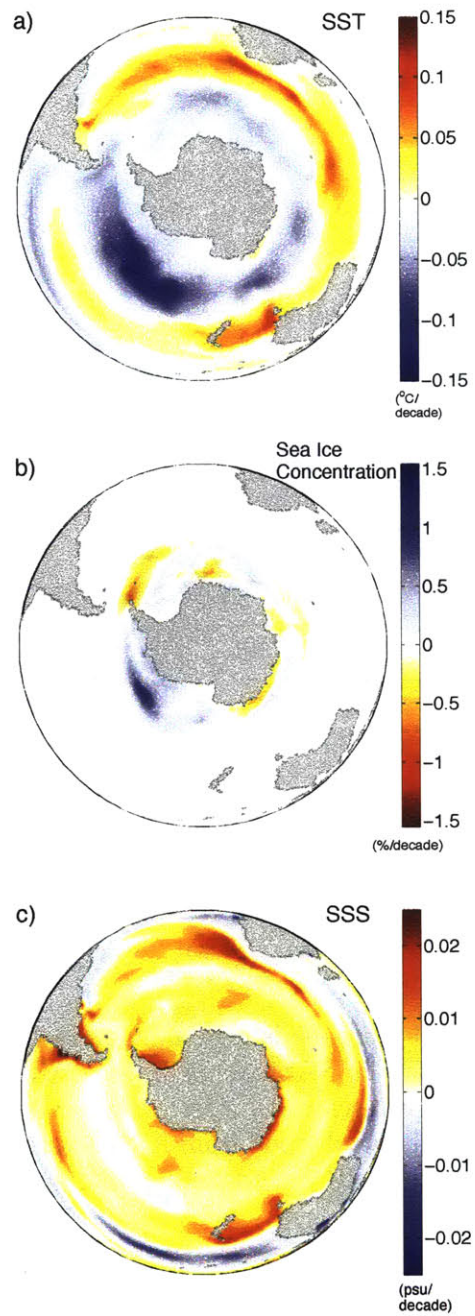 a) SST
0.15
0.1
0.05
0
−0.05
−0.1
−0.15
(°C/
decade)
b) Sea Ice
Concentration
1.5
1
0.5
0
−0.5
−1
−1.5
(%/decade)
c) SSS
0.02
0.01
0
−0.01
−0.02
(psu/
decade)